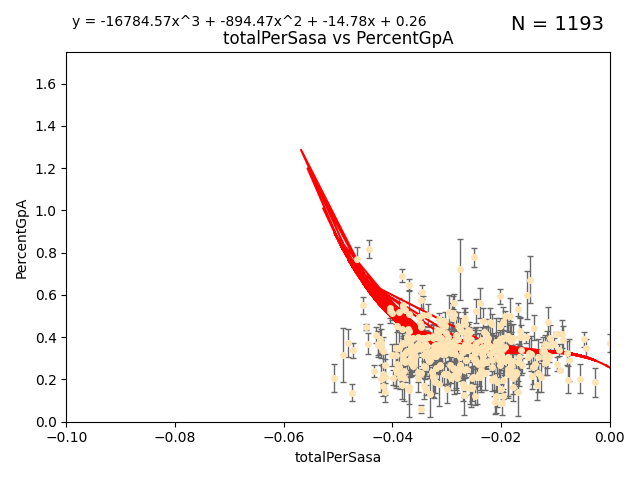 y = -16784.57x^3 + -894.47x^2 + -14.78x + 0.26
N = 1193
totalPerSasa vs PercentGpA
PercentGpA
1.6
1.4
1.2
1.0
0.8
0.6
0.4
0.2
0.0
−0.10 −0.08 −0.06 −0.04 −0.02 0.00
totalPerSasa